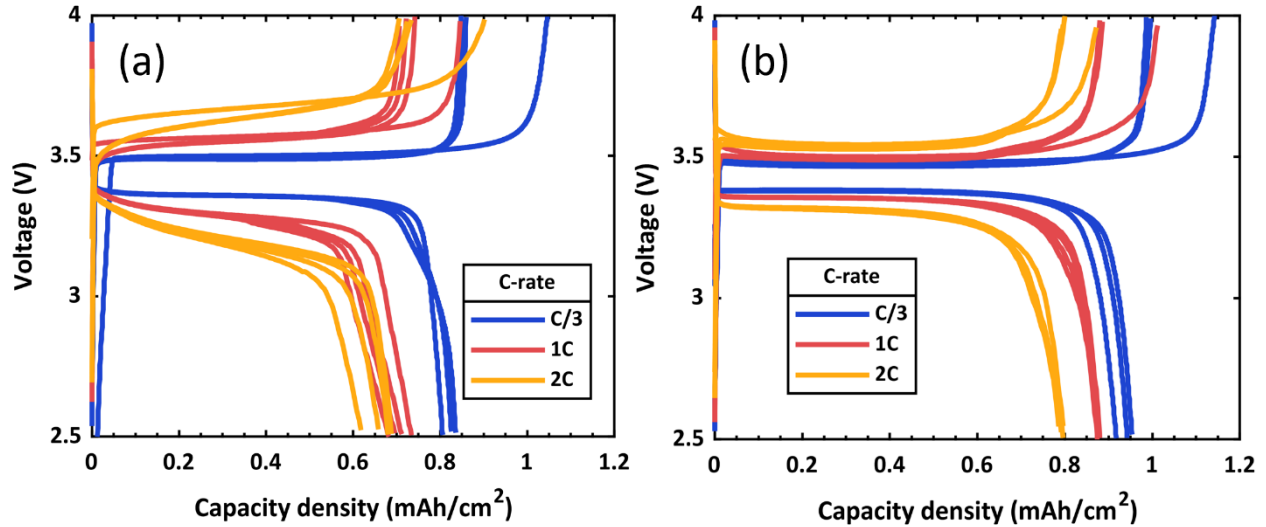 (a)
4
3.5
3
2.5
Voltage (V)
0
0.2
0.4
0.6
0.8
1
1.2
Capacity density (mAh/cm²)
C-rate
C/3
1C
2C
(b)
4
3.5
3
2.5
Voltage (V)
0
0.2
0.4
0.6
0.8
1
1.2
Capacity density (mAh/cm²)
C-rate
C/3
1C
2C